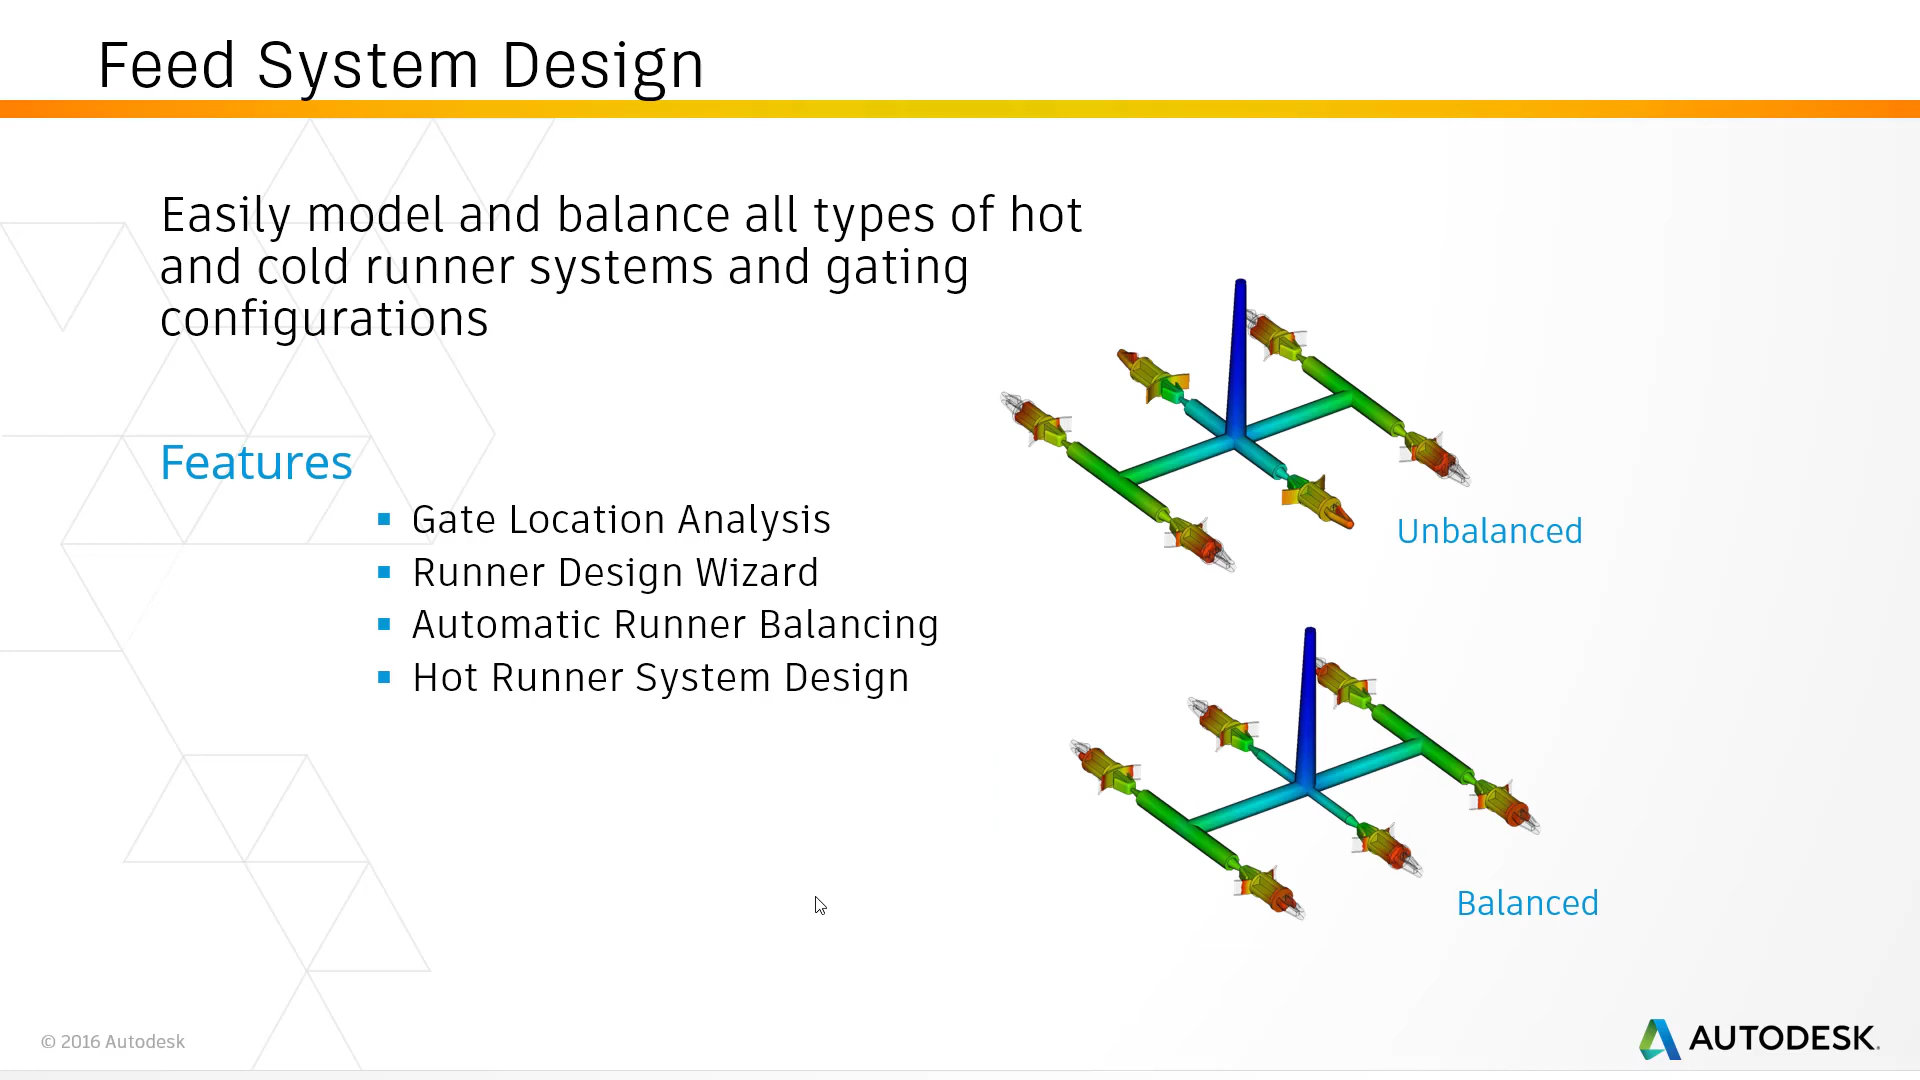 Feed System Design
Easily model and balance all types of hot
and cold runner systems and gating
configurations
Features
Gate Location Analysis
Runner Design Wizard
Automatic Runner Balancing
Hot Runner System Design
Unbalanced
Balanced
© 2016 Autodesk
AUTODESK.